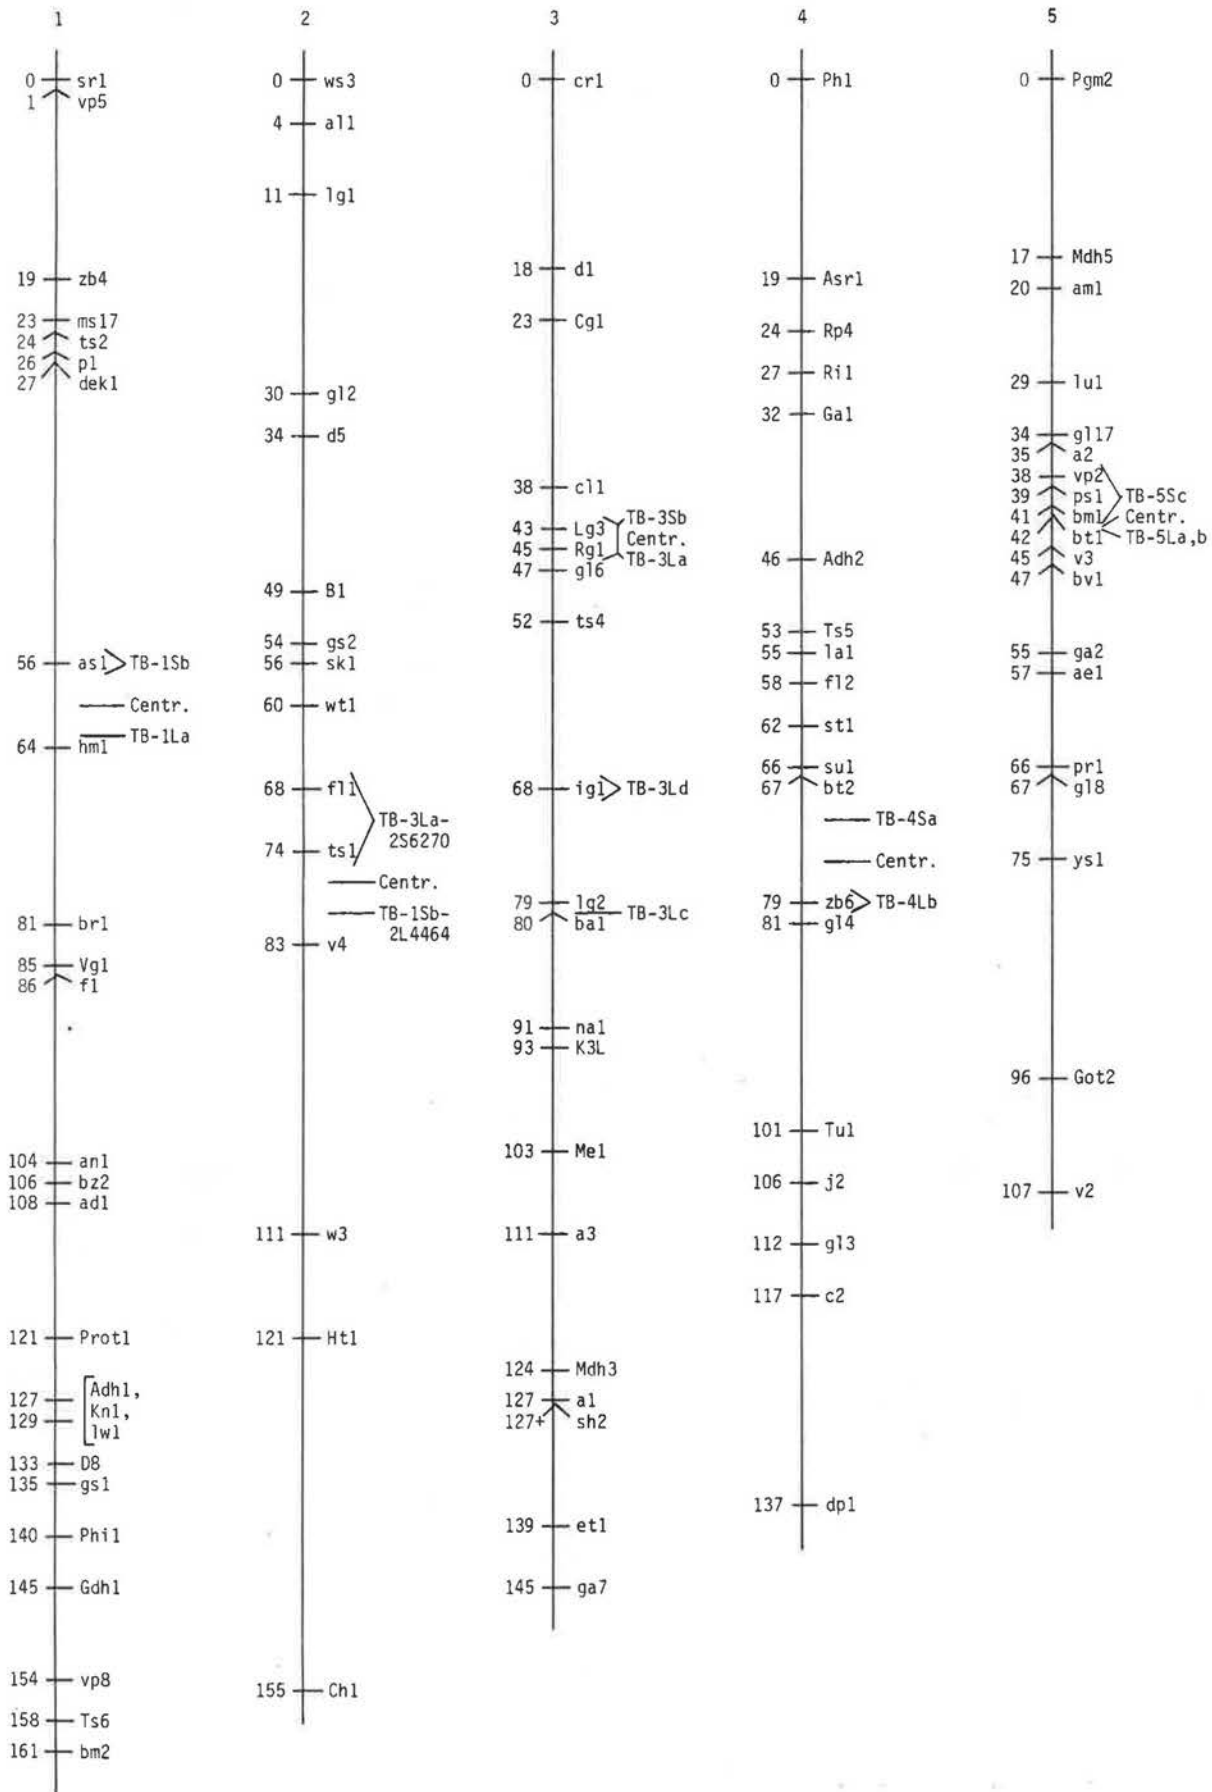 1
0 sr1
1 vp5
19 zb4
23 ms17
24 ts2
26 p1
27 dek1
56 as1 TB-1Sb
Centr.
TB-1La
64 hm1
81 br1
85 Vg1
86 f1
104 an1
106 bz2
108 ad1
121 Prot1
127 Adh1,
Kn1,
129 lw1
133 D8
135 gs1
140 Phi1
145 Gdh1
154 vp8
158 Ts6
161 bm2
2
0 ws3
4 al1
11 lg1
30 gl2
34 d5
49 B1
54 gs2
56 sk1
60 wt1
68 fl1
TB-3La-
2S6270
74 ts1
Centr.
TB-1Sb-
2L4464
83 v4
111 w3
121 Ht1
155 Ch1
3
0 cr1
18 d1
23 Cg1
38 cl1
43 Lg3 TB-3Sb
Centr.
45 Rg1 TB-3La
47 gl6
52 ts4
68 ig1 TB-3Ld
79 lg2
TB-3Lc
80 ba1
91 na1
93 K3L
103 Me1
111 a3
124 Mdh3
127 a1
127+ sh2
139 et1
145 ga7
4
0 Ph1
19 Asr1
24 Rp4
27 Ri1
32 Ga1
46 Adh2
53 Ts5
55 la1
58 fl2
62 st1
66 su1
67 bt2
TB-4Sa
Centr.
79 zb6 TB-4Lb
81 gl4
101 Tu1
106 j2
112 gl3
117 c2
137 dp1
5
0 Pgm2
17 Mdh5
20 am1
29 lu1
34 gl17
35 a2
38 vp2
39 ps1 TB-5Sc
41 bm1 Centr.
42 bt1 TB-5La,b
45 v3
47 bv1
55 ga2
57 ae1
66 pr1
67 gl8
75 ys1
96 Got2
107 v2